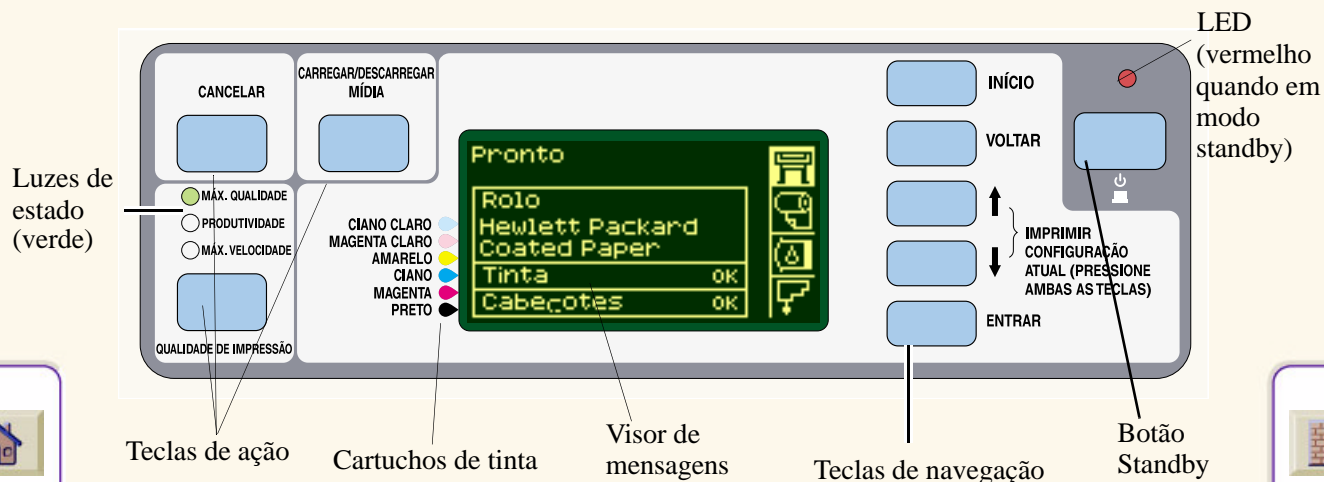 LED
(vermelho
quando em
modo
standby)
CANCELAR
CARREGAR/DESCARREGAR
MÍDIA
INÍCIO
VOLTAR
IMPRIMIR
CONFIGURAÇÃO
ATUAL (PRESSIONE
AMBAS AS TECLAS)
ENTRAR
Luzes de
estado
(verde)
MÁX. QUALIDADE
PRODUTIVIDADE
MÁX. VELOCIDADE
QUALIDADE DE IMPRESSÃO
CIANO CLARO
MAGENTA CLARO
AMARELO
CIANO
MAGENTA
PRETO
Pronto
Rolo
Hewlett Packard
Coated Paper
Tinta OK
Cabeçotes OK
Teclas de ação
Cartuchos de tinta
Visor de
mensagens
Teclas de navegação
Botão
Standby